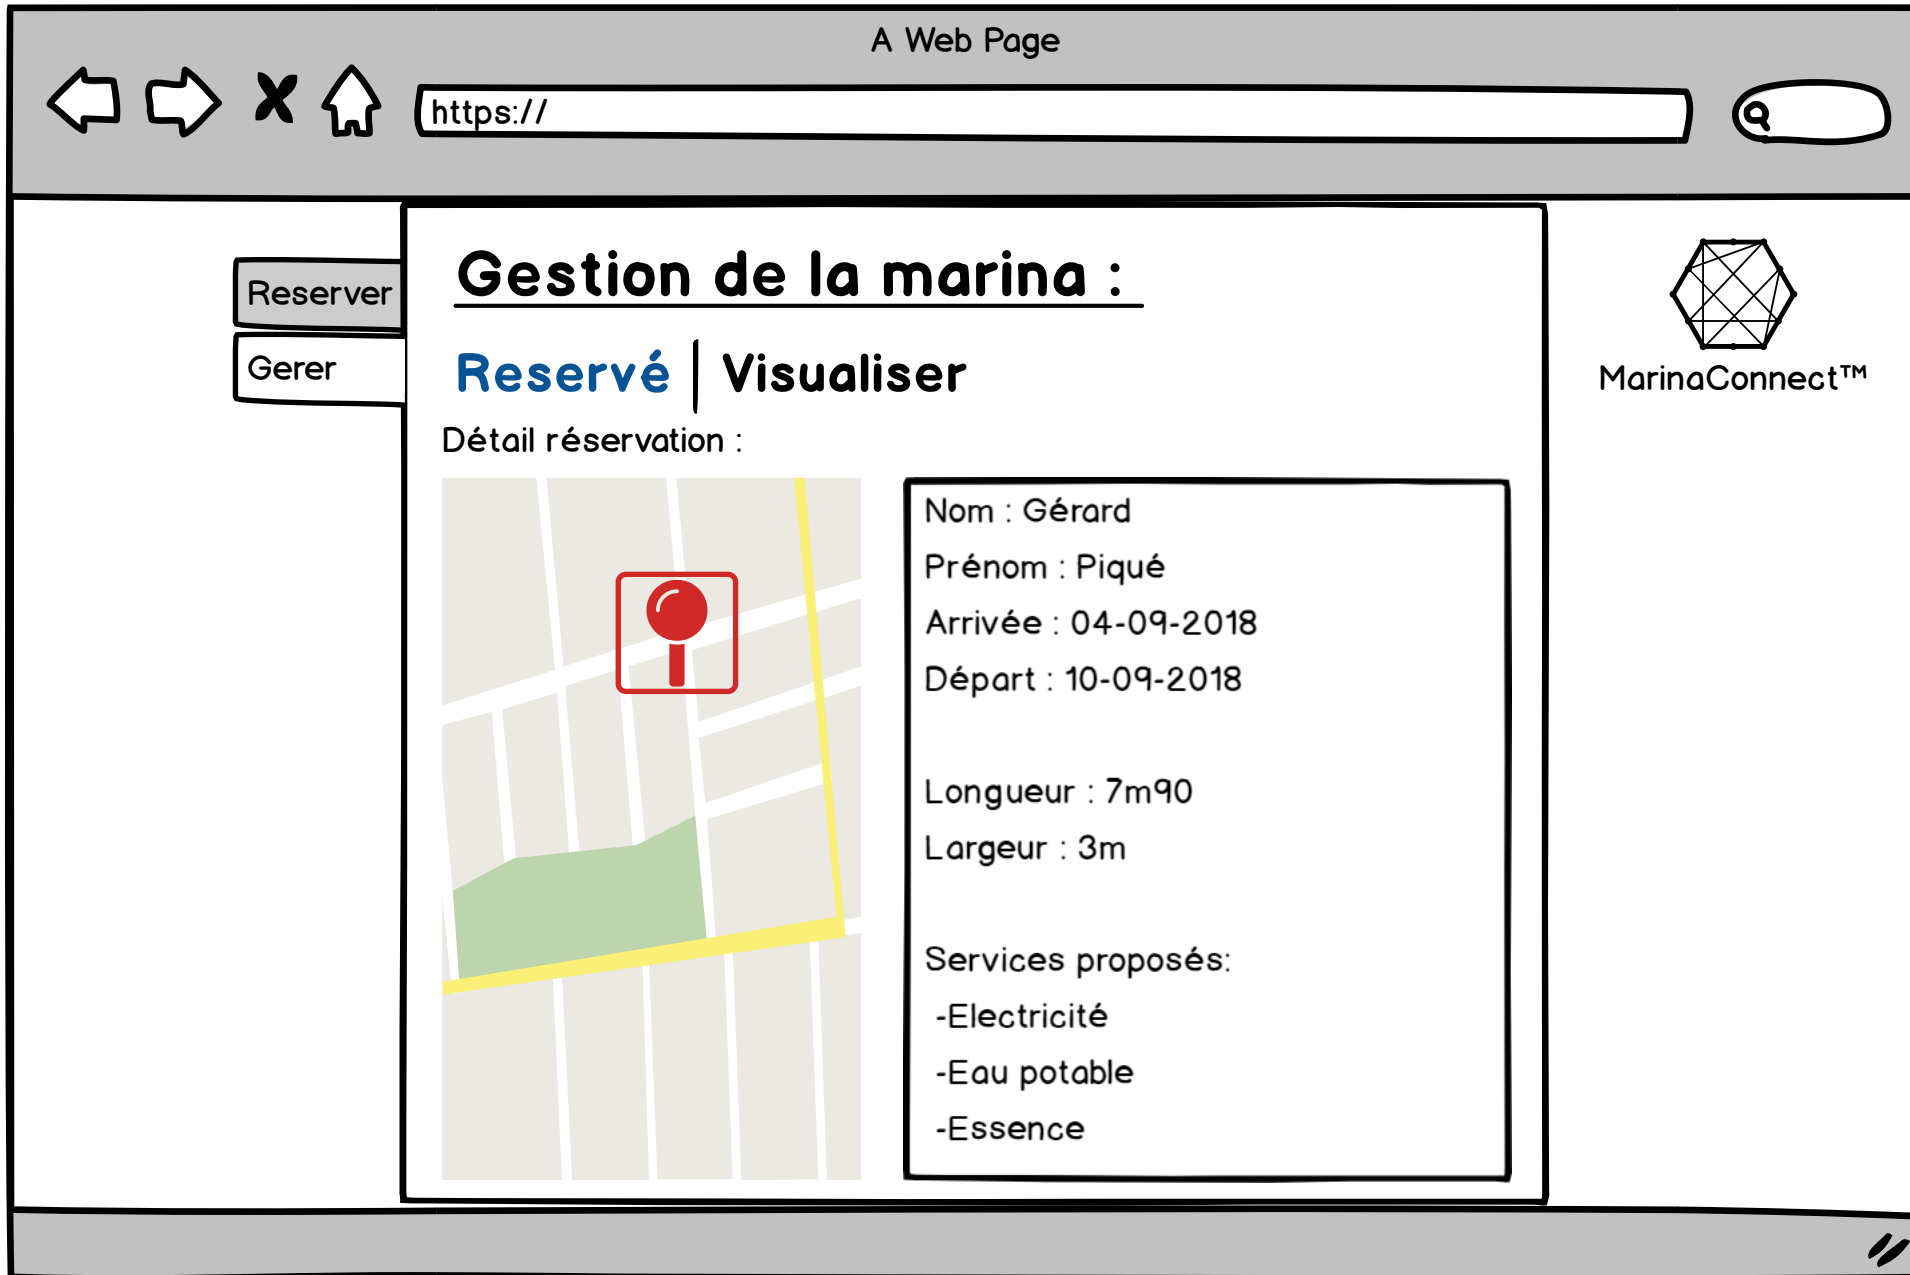 A Web Page
https://
Reserver
Gerer
Gestion de la marina :
Reservé | Visualiser
Détail réservation :
Nom : Gérard
Prénom : Piqué
Arrivée : 04-09-2018
Départ : 10-09-2018
Longueur : 7m90
Largeur : 3m
Services proposés:
-Electricité
-Eau potable
-Essence
MarinaConnect™